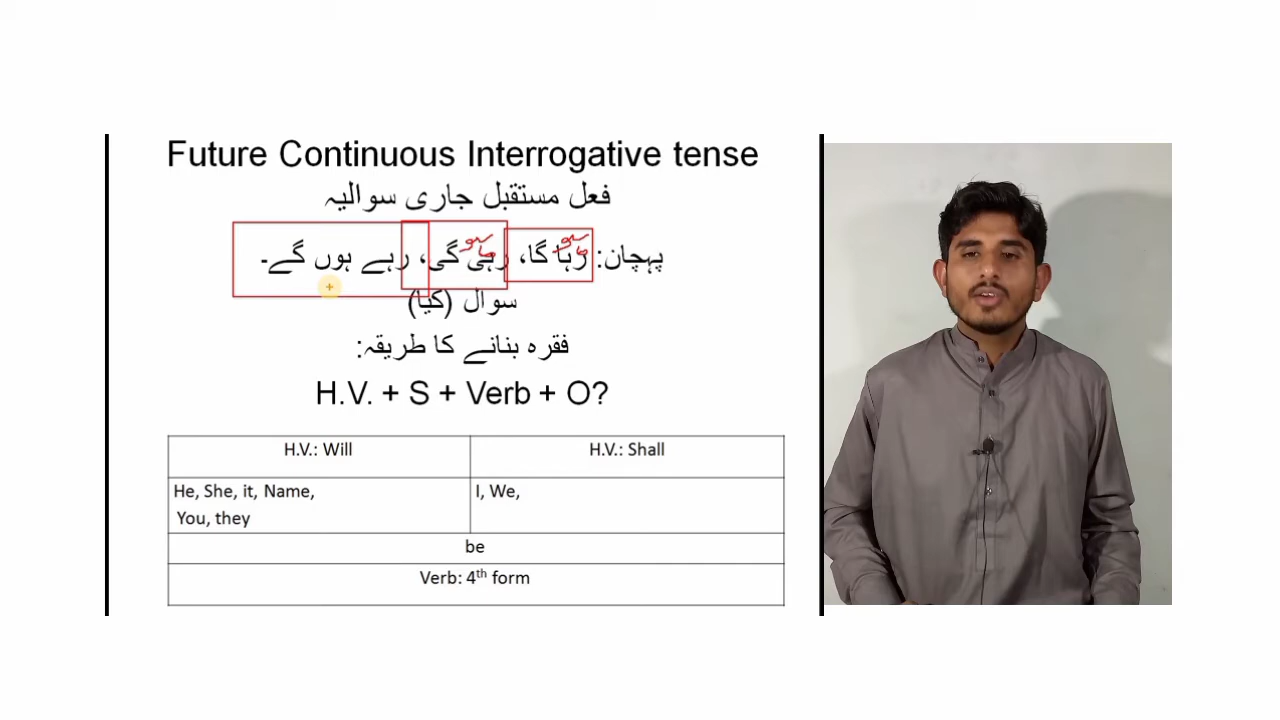 Future Continuous Interrogative tense
فعل مستقبل جاری سوالیہ
پہچان: رہا گا، رہی گی، رہے ہوں گے۔
سوال (کیا)
فقرہ بنانے کا طریقہ:
H.V. + S + Verb + O?
H.V.: Will
H.V.: Shall
He, She, it, Name,
You, they
I, We,
be
Verb: 4th form